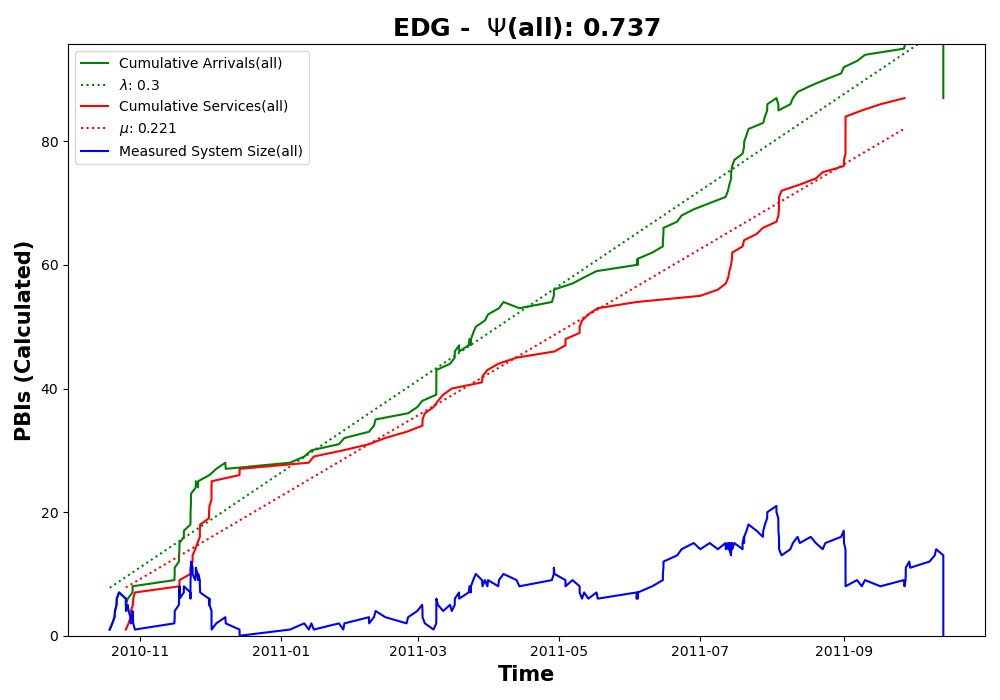 EDG -  Ψ(all): 0.737
Cumulative Arrivals(all)
λ: 0.3
Cumulative Services(all)
μ: 0.221
Measured System Size(all)
PBIs (Calculated)
80
60
40
20
0
2010-11 2011-01 2011-03 2011-05 2011-07 2011-09
Time